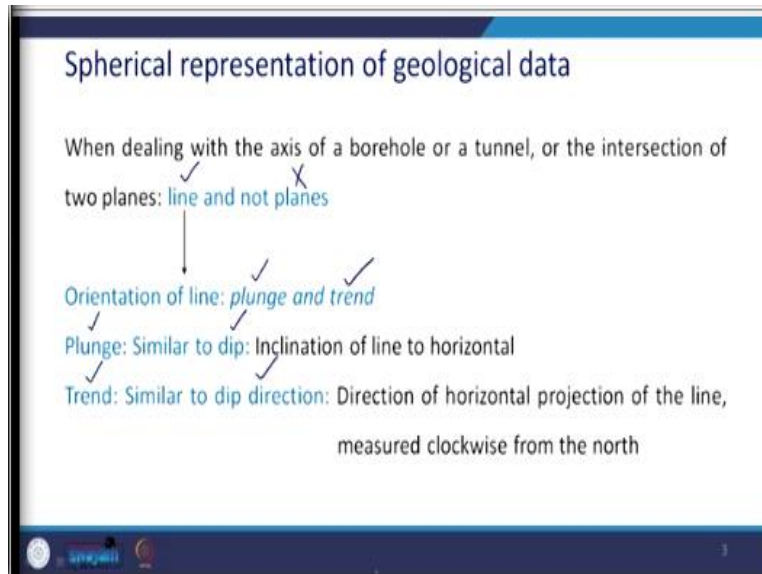 Spherical representation of geological data
When dealing with the axis of a borehole or a tunnel, or the intersection of
two planes: line and not planes
Orientation of line: plunge and trend
Plunge: Similar to dip: Inclination of line to horizontal
Trend: Similar to dip direction: Direction of horizontal projection of the line,
measured clockwise from the north
swayam
3